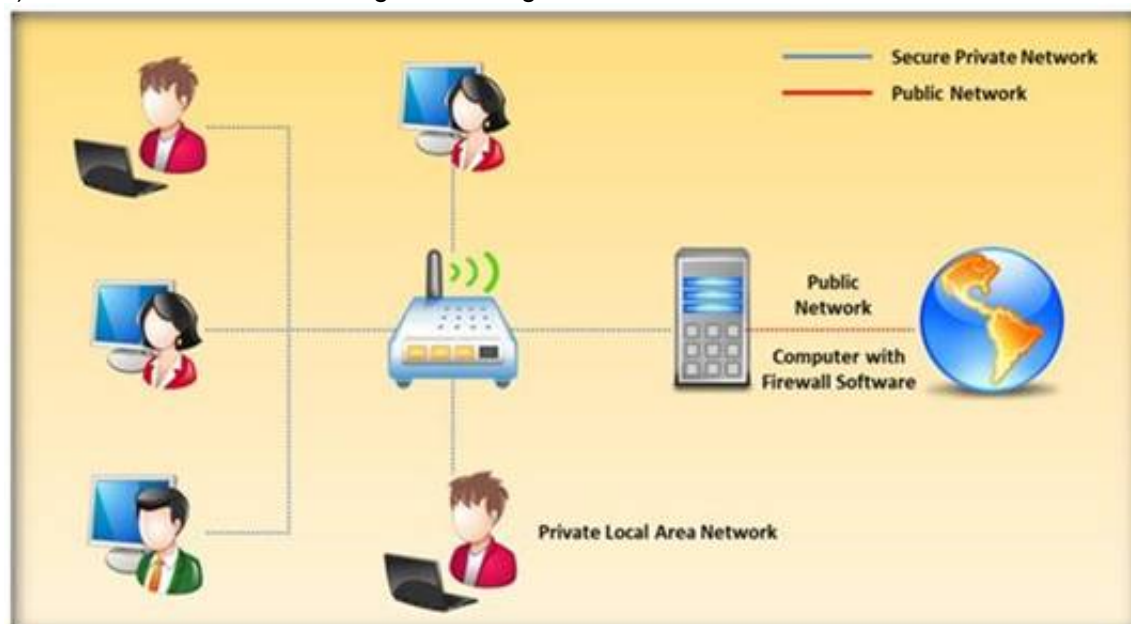 Secure Private Network
Public Network
Public
Network
Computer with
Firewall Software
Private Local Area Network